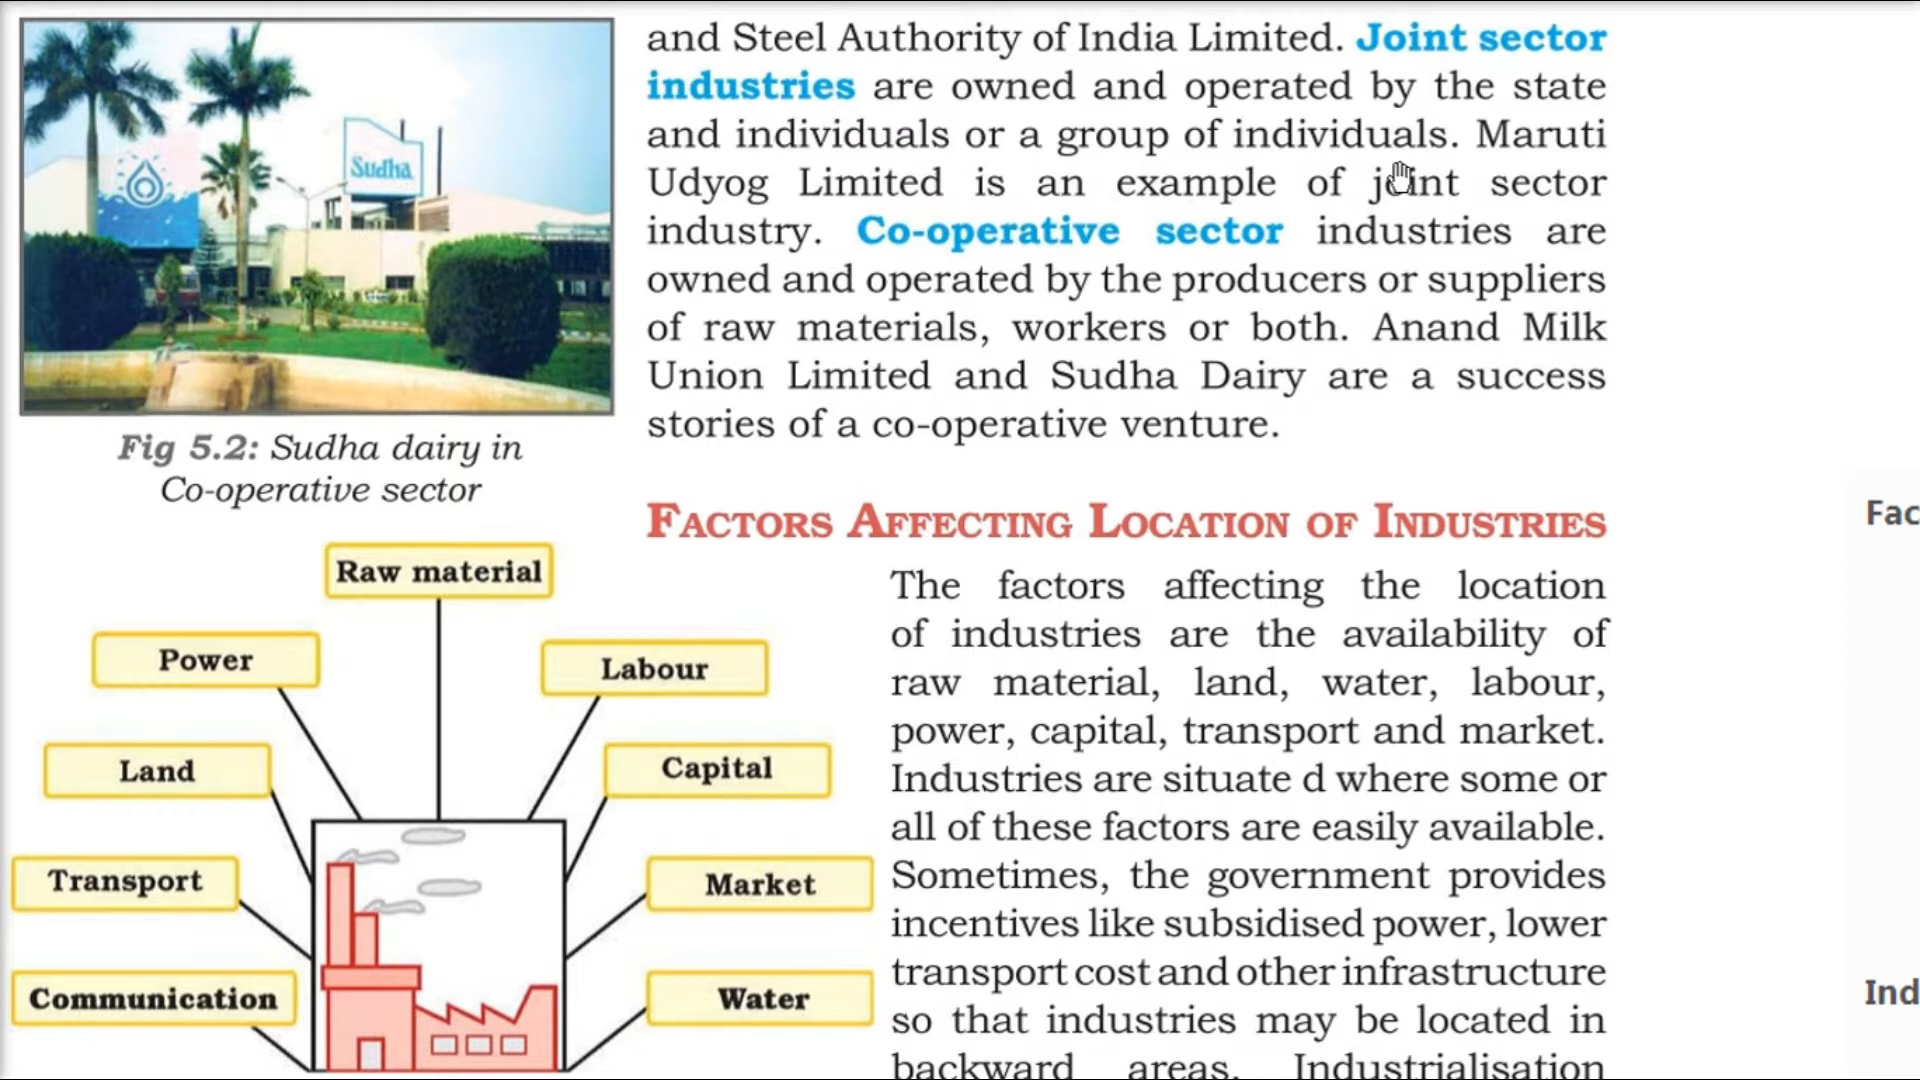 and Steel Authority of India Limited. Joint sector
industries are owned and operated by the state
and individuals or a group of individuals. Maruti
Udyog Limited is an example of joint sector
industry. Co-operative sector industries are
owned and operated by the producers or suppliers
of raw materials, workers or both. Anand Milk
Union Limited and Sudha Dairy are a success
stories of a co-operative venture.
Sudha
Fig 5.2: Sudha dairy in
Co-operative sector
FACTORS AFFECTING LOCATION OF INDUSTRIES
Raw material
Power
Labour
Land
Capital
Transport
Market
Communication
Water
The factors affecting the location
of industries are the availability of
raw material, land, water, labour,
power, capital, transport and market.
Industries are situate d where some or
all of these factors are easily available.
Sometimes, the government provides
incentives like subsidised power, lower
transport cost and other infrastructure
so that industries may be located in
backward areas. Industrialisation
Fac
Ind